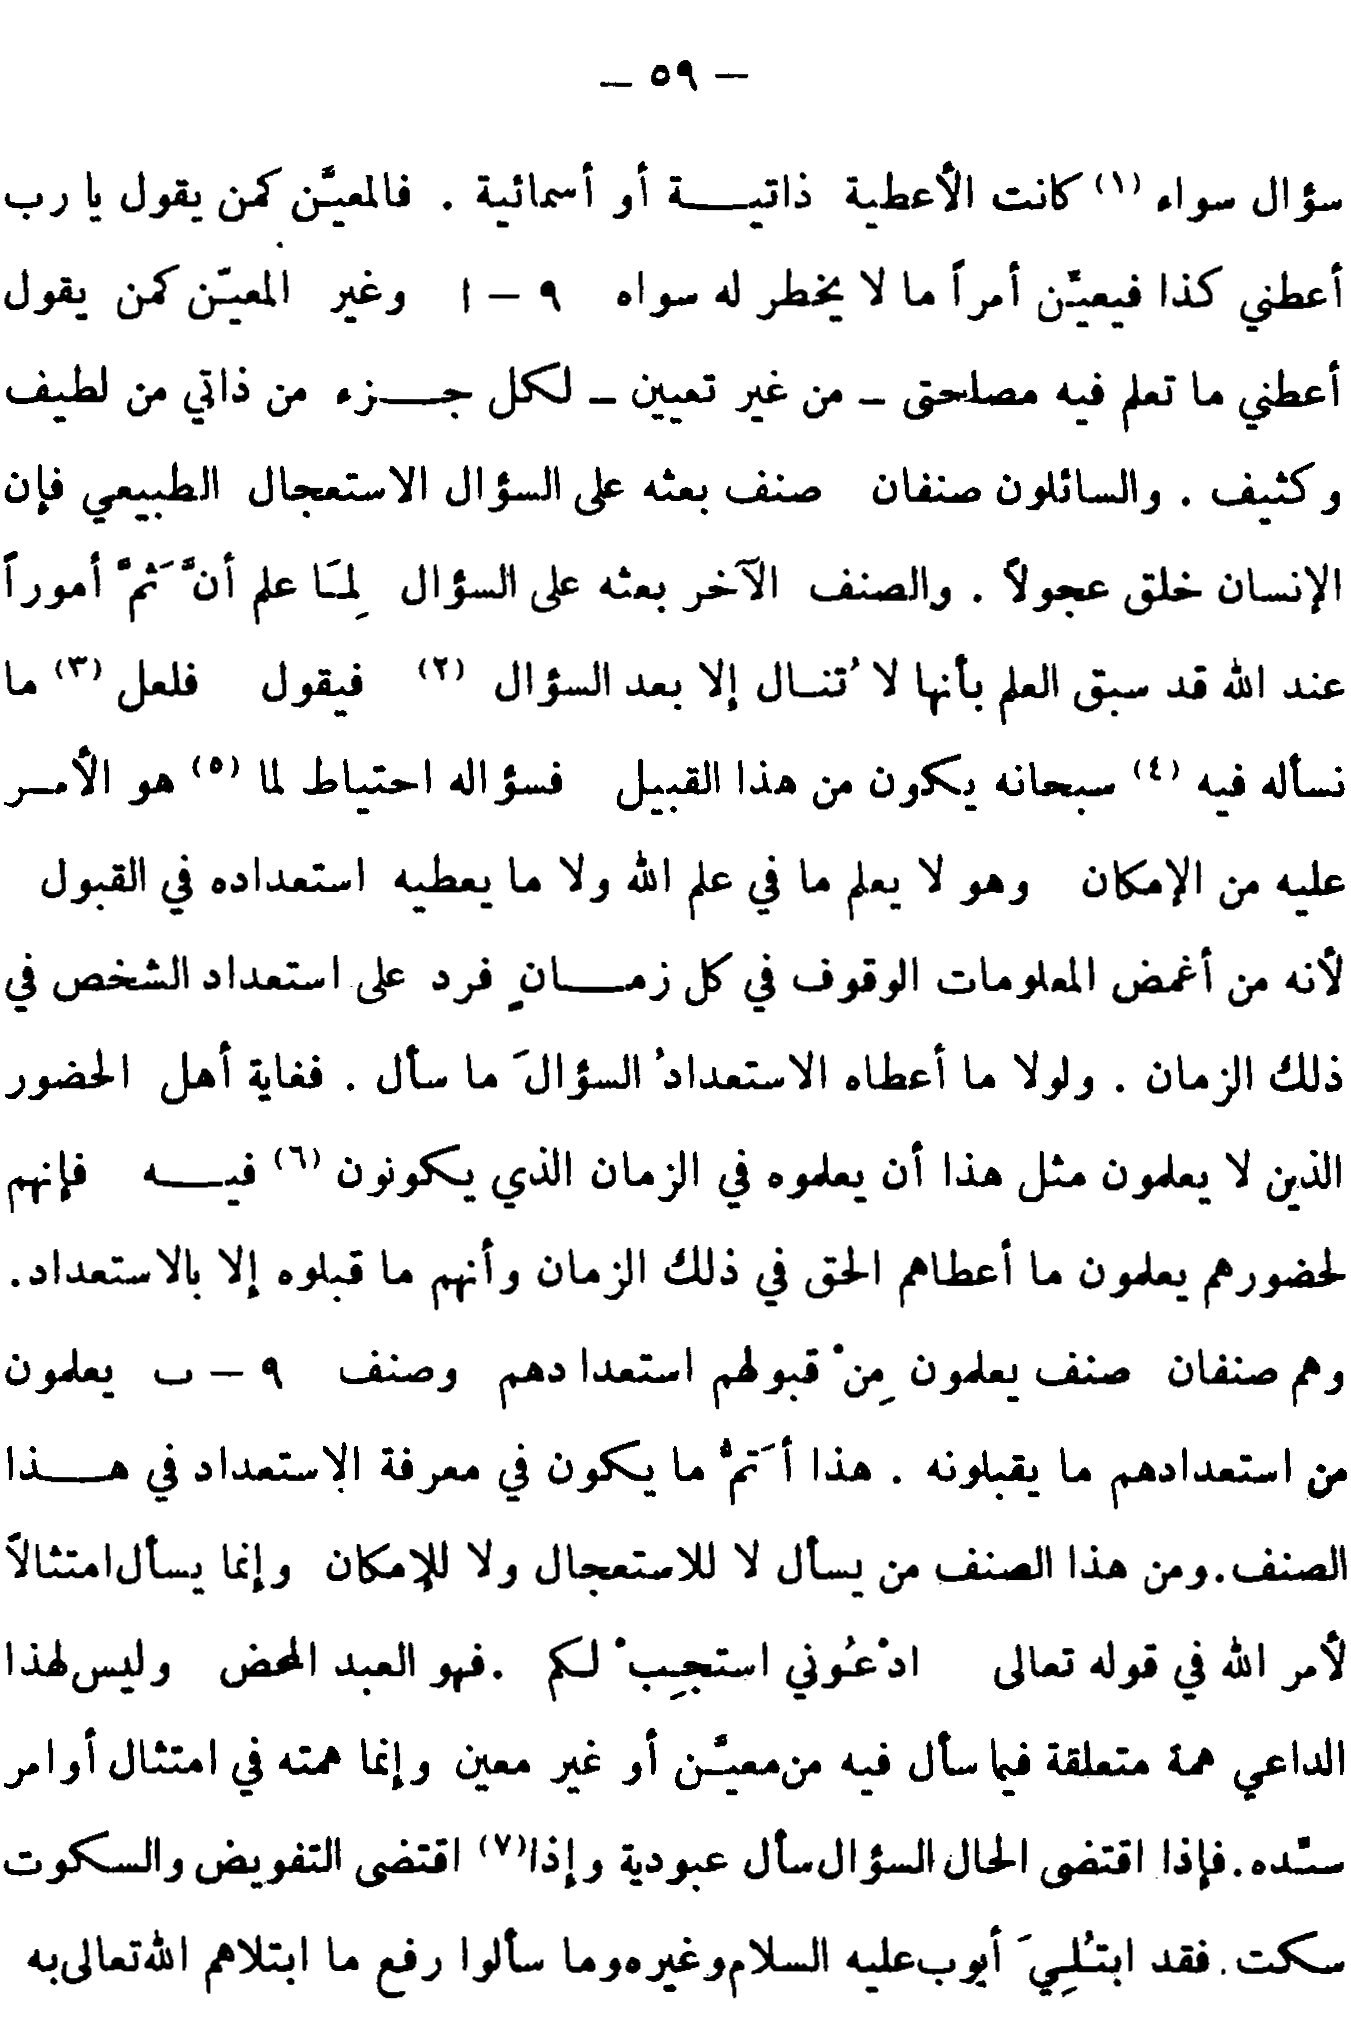 – ٥٩ –
سؤال سواء (١) كانت الأعطية ذاتيـــة أو أسمائية . فالمعيَّن كمن يقول يا رب
أعطني كذا فيعيِّن أمراً ما لا يخطر له سواه ٩ – ا وغير المعيّن كمن يقول
أعطني ما تعلم فيه مصلحتي – من غير تعيين – لكل جـــزء من ذاتي من لطيف
وكثيف . والسائلون صنفان صنف بعثه على السؤال الاستعجال الطبيعي فإن
الإنسان خلق عجولاً . والصنف الآخر بعثه على السؤال لِمـَا علم أنَّ ثَمَّ أموراً
عند الله قد سبق العلم بأنها لا تُنـال إلا بعد السؤال (٢) فيقول فلعل (٣) ما
نسأله فيه (٤) سبحانه يكون من هذا القبيل فسؤاله احتياط لما (٥) هو الأمـر
عليه من الإمكان وهو لا يعلم ما في علم الله ولا ما يعطيه استعداده في القبول
لأنه من أغمض المعلومات الوقوف في كل زمـــانٍ فرد على استعداد الشخص في
ذلك الزمان . ولولا ما أعطاه الاستعدادُ السؤالَ ما سأل . فغاية أهل الحضور
الذين لا يعلمون مثل هذا أن يعلموه في الزمان الذي يكونون (٦) فيـــه فإنهم
لحضورهم يعلمون ما أعطاهم الحق في ذلك الزمان وأنهم ما قبلوه إلا بالاستعداد.
وهم صنفان صنف يعلمون مِنْ قبولهم استعدادهم وصنف ٩ – ب يعلمون
من استعدادهم ما يقبلونه . هذا أَتمُّ ما يكون في معرفة الاستعداد في هـــذا
الصنف.ومن هذا الصنف من يسأل لا للاستعجال ولا للإمكان وإنما يسأل امتثالاً
لأمر الله في قوله تعالى ادْعُوني استجِبْ لكم .فهو العبد المحض وليس لهذا
الداعي همة متعلقة فيما سأل فيه من معيَّـن أو غير معين وإنما همته في امتثال أوامر
سيّده.فإذا اقتضى الحال السؤال سأل عبودية وإذا(٧) اقتضى التفويض والسكوت
سكت.فقد ابتُـلِيَ أيوب عليه السلام وغيره وما سألوا رفع ما ابتلاهم الله تعالى به